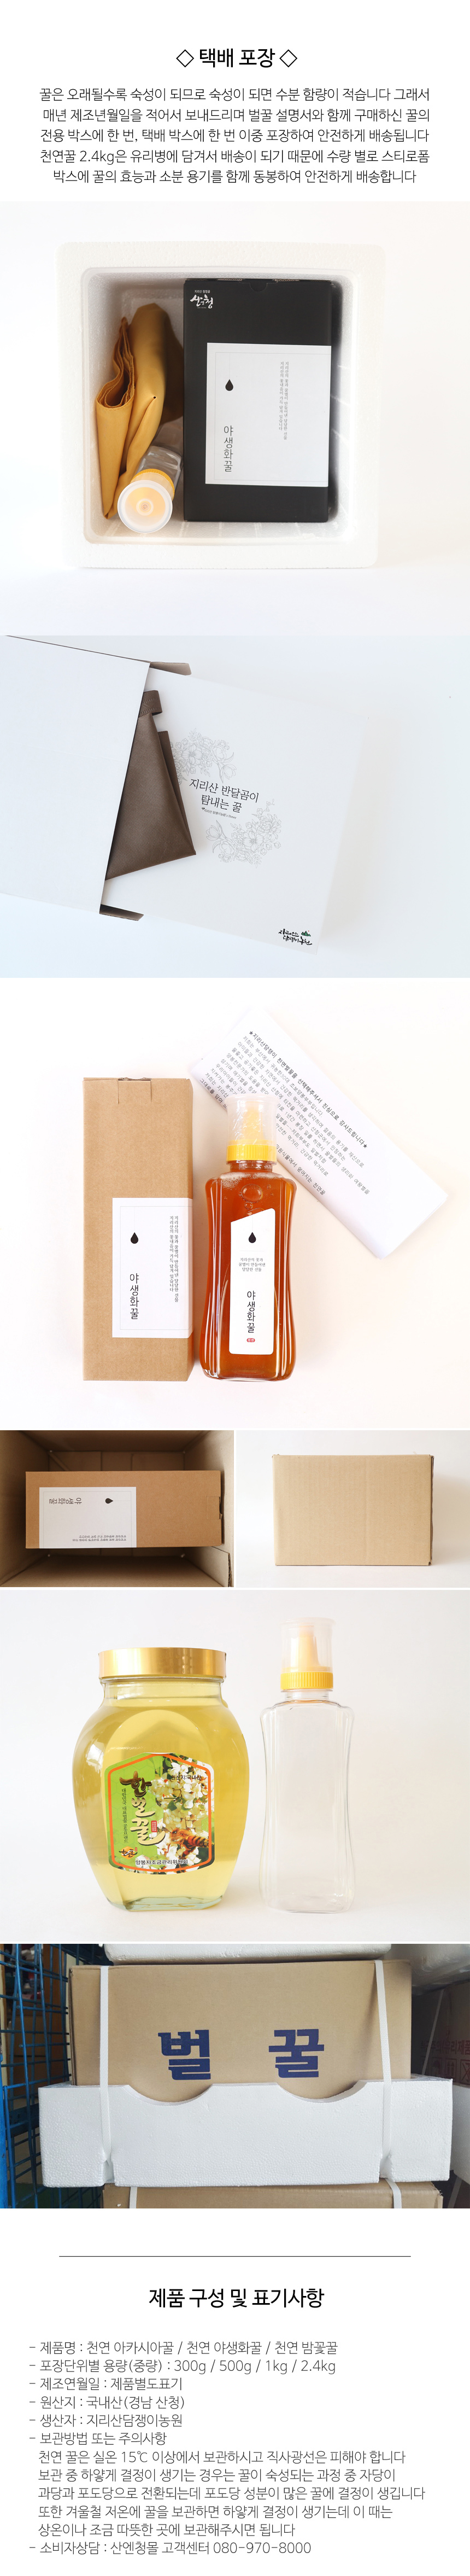 ◇ 택배 포장 ◇
꿀은 오래될수록 숙성이 되므로 숙성이 되면 수분 함량이 적습니다 그래서
매년 제조년월일을 적어서 보내드리며 벌꿀 설명서와 함께 구매하신 꿀의
전용 박스에 한 번, 택배 박스에 한 번 이중 포장하여 안전하게 배송됩니다
천연꿀 2.4kg은 유리병에 담겨서 배송이 되기 때문에 수량 별로 스티로폼
박스에 꿀의 효능과 소분 용기를 함께 동봉하여 안전하게 배송합니다
산청
야생화꿀
지리산 반달곰이
탐내는 꿀
야생화꿀
야생화꿀
한벌꿀
벌 꿀
제품 구성 및 표기사항
- 제품명 : 천연 아카시아꿀 / 천연 야생화꿀 / 천연 밤꽃꿀
- 포장단위별 용량(중량) : 300g / 500g / 1kg / 2.4kg
- 제조연월일 : 제품별도표기
- 원산지 : 국내산(경남 산청)
- 생산자 : 지리산담쟁이농원
- 보관방법 또는 주의사항
천연 꿀은 실온 15℃ 이상에서 보관하시고 직사광선은 피해야 합니다
보관 중 하얗게 결정이 생기는 경우는 꿀이 숙성되는 과정 중 자당이
과당과 포도당으로 전환되는데 포도당 성분이 많은 꿀에 결정이 생깁니다
또한 겨울철 저온에 꿀을 보관하면 하얗게 결정이 생기는데 이 때는
상온이나 조금 따뜻한 곳에 보관해주시면 됩니다
- 소비자상담 : 산엔청몰 고객센터 080-970-8000